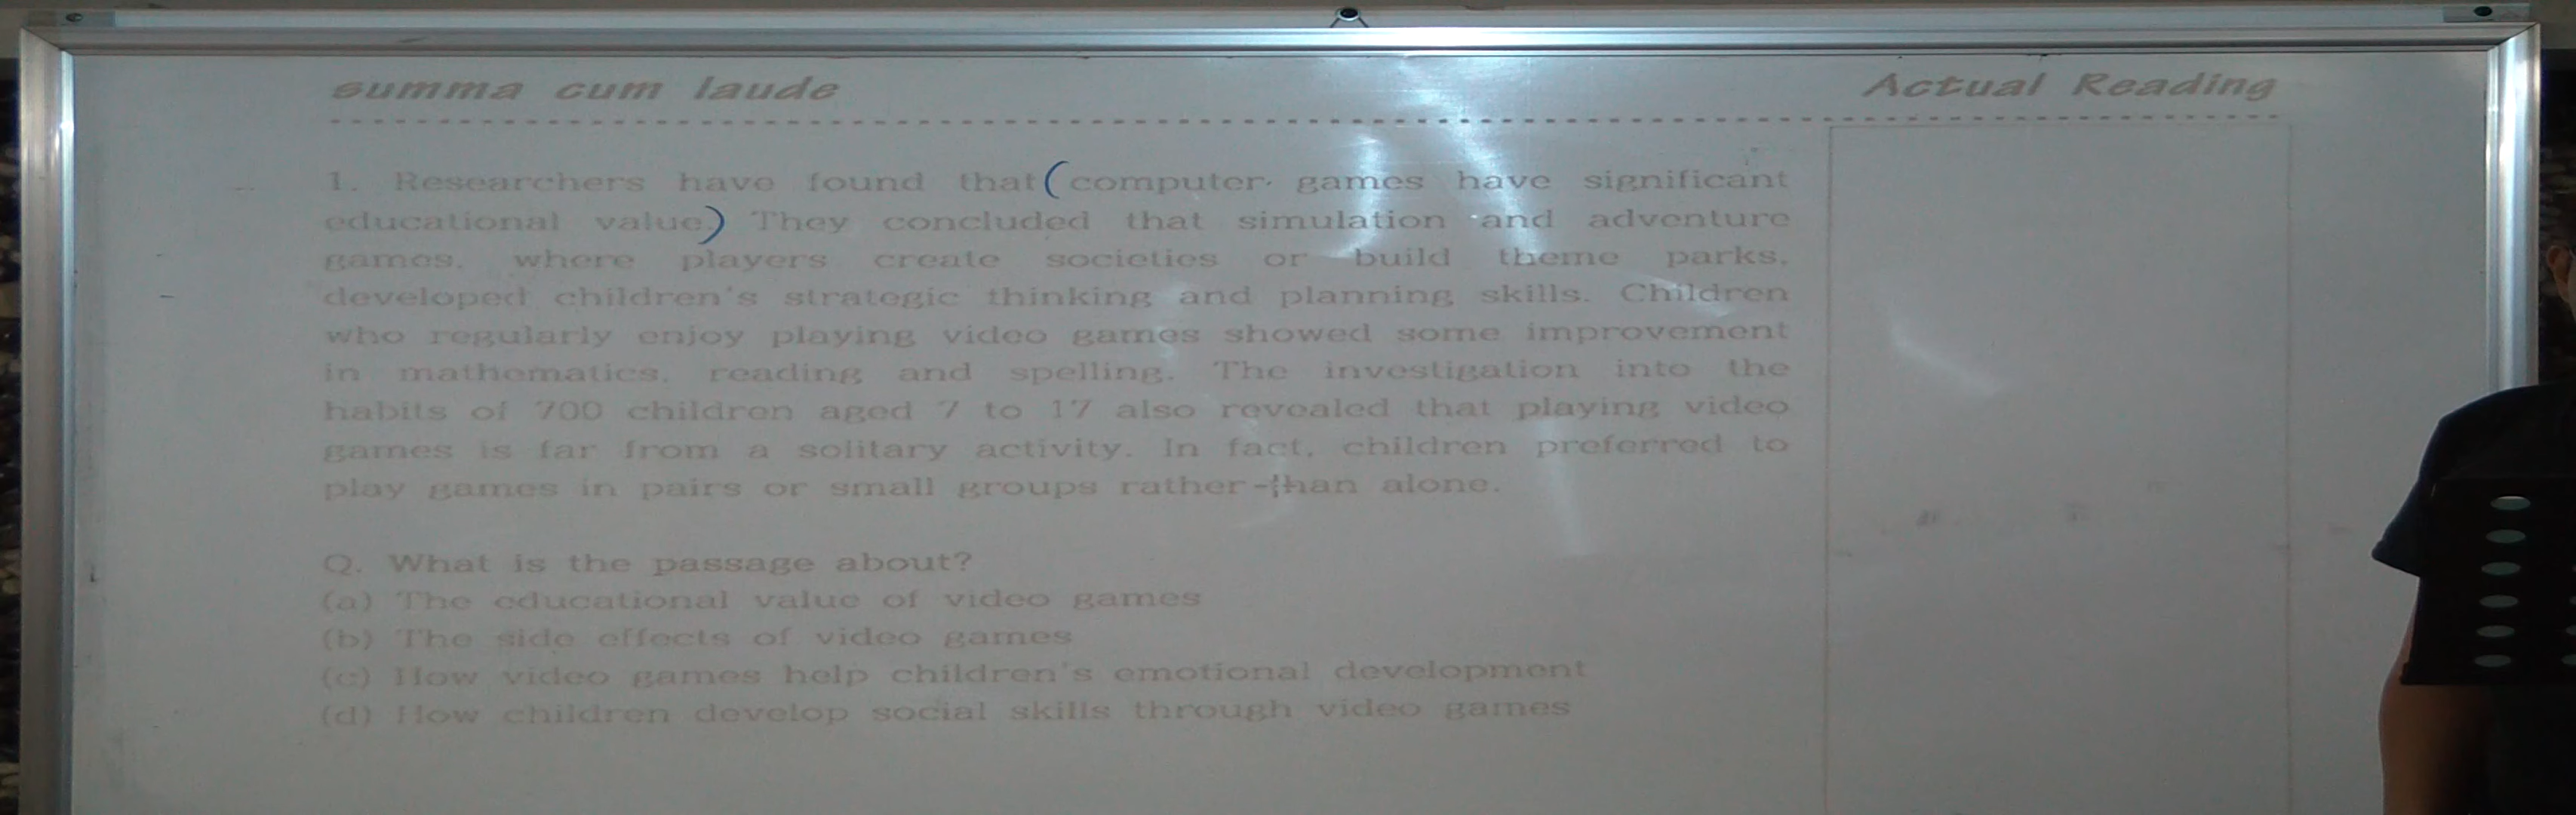 summa cum laude
Actual Reading
1. Researchers have found that (computer games have significant
educational value) They concluded that simulation and adventure
games, where players create societies or build theme parks,
developed children's strategic thinking and planning skills. Children
who regularly enjoy playing video games showed some improvement
in mathematics, reading and spelling. The investigation into the
habits of 700 children aged 7 to 17 also revealed that playing video
games is far from a solitary activity. In fact, children preferred to
play games in pairs or small groups rather than alone.
Q. What is the passage about?
(a) The educational value of video games
(b) The side effects of video games
(c) How video games help children's emotional development
(d) How children develop social skills through video games